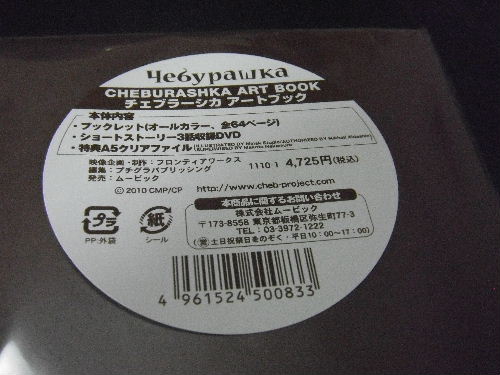 Чебурашка
CHEBURASHKA ART BOOK
チェブラーシカ アートブック
本体内容
・ブックレット(オールカラー、全64ページ)
・ショートストーリー3話収録DVD
・特典A5クリアファイル
映像企画・制作：フロンティアワークス
編集：プチグラパブリッシング
発売：ムービック
1110 1 4,725円(税込)
© 2010 CMP/CP
http://www.cheb-project.com/
本商品に関するお問い合わせ
株式会社ムービック
〒173-8558 東京都板橋区弥生町77-3
TEL. 03-3972-1222
(営 土日祝祭日をのぞく・平日10：00〜17：00)
プラ
PP:外袋
紙
シール
4 961524 500833